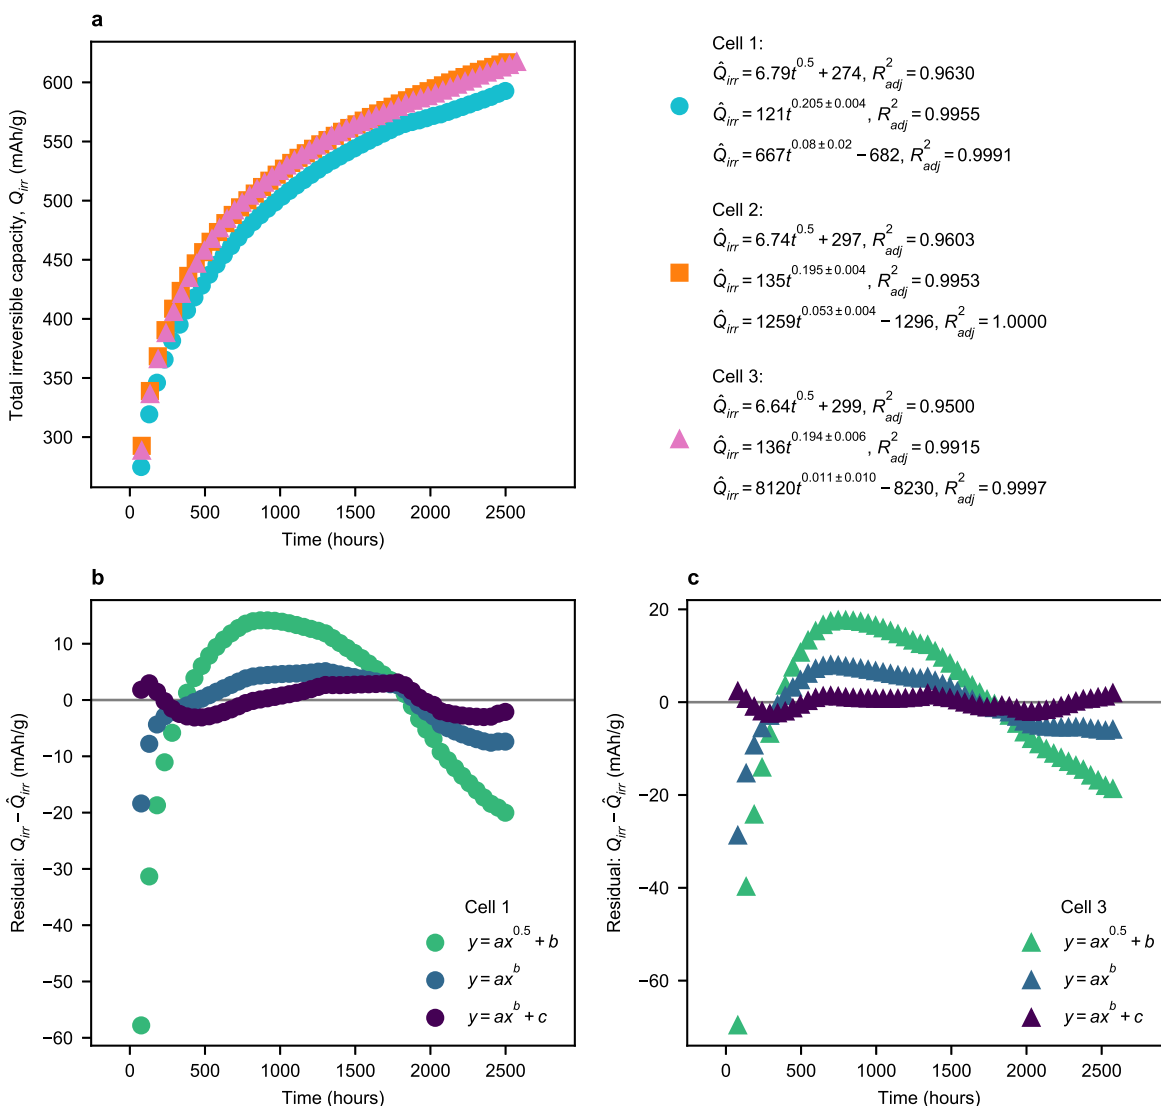 a
600
550
500
450
400
350
300
Total irreversible capacity, Q_irr (mAh/g)
0 500 1000 1500 2000 2500
Time (hours)
Cell 1:
Q̂_irr = 6.79t^0.5 + 274, R²_adj = 0.9630
Q̂_irr = 121t^0.205±0.004, R²_adj = 0.9955
Q̂_irr = 667t^0.08±0.02 − 682, R²_adj = 0.9991
Cell 2:
Q̂_irr = 6.74t^0.5 + 297, R²_adj = 0.9603
Q̂_irr = 135t^0.195±0.004, R²_adj = 0.9953
Q̂_irr = 1259t^0.053±0.004 − 1296, R²_adj = 1.0000
Cell 3:
Q̂_irr = 6.64t^0.5 + 299, R²_adj = 0.9500
Q̂_irr = 136t^0.194±0.006, R²_adj = 0.9915
Q̂_irr = 8120t^0.011±0.010 − 8230, R²_adj = 0.9997
b
10
0
−10
−20
−30
−40
−50
−60
Residual: Q_irr − Q̂_irr (mAh/g)
Cell 1
y = ax^0.5 + b
y = ax^b
y = ax^b + c
0 500 1000 1500 2000 2500
Time (hours)
c
20
0
−20
−40
−60
Residual: Q_irr − Q̂_irr (mAh/g)
Cell 3
y = ax^0.5 + b
y = ax^b
y = ax^b + c
0 500 1000 1500 2000 2500
Time (hours)